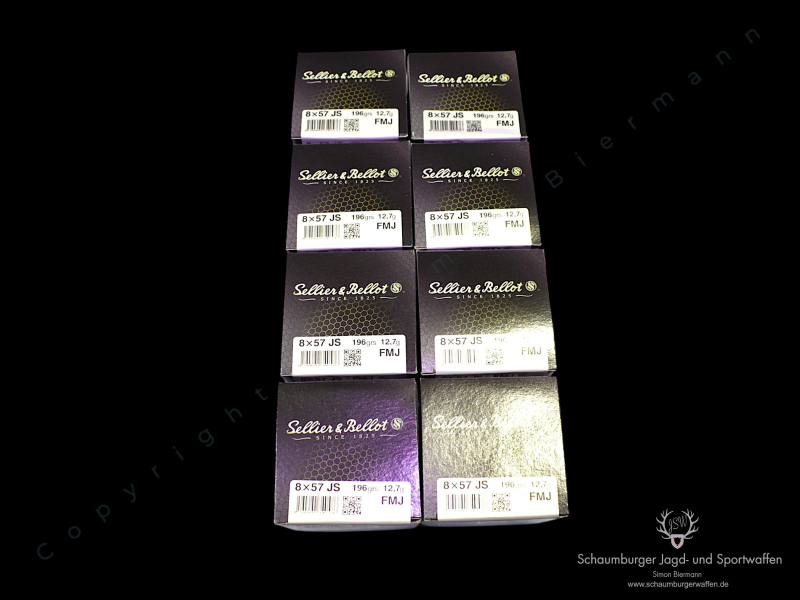 Sellier & Bellot S
SINCE 1825
8×57 JS 196grs 12,7g
FMJ
Sellier & Bellot S
SINCE 1825
8×57 JS 196grs 12,7g
FMJ
Sellier & Bellot S
SINCE 1825
8×57 JS 196grs 12,7g
FMJ
Sellier & Bellot S
SINCE 1825
8×57 JS 196grs 12,7g
FMJ
Sellier & Bellot S
SINCE 1825
8×57 JS 196grs 12,7g
FMJ
Sellier & Bellot S
SINCE 1825
8×57 JS 196grs 12,7g
FMJ
Sellier & Bellot S
SINCE 1825
8×57 JS 196grs 12,7g
FMJ
Sellier & Bellot
8×57 JS 196grs 12,7g
FMJ
Copyright
Biermann
JSW
Schaumburger Jagd- und Sportwaffen
Simon Biermann
www.schaumburgerwaffen.de